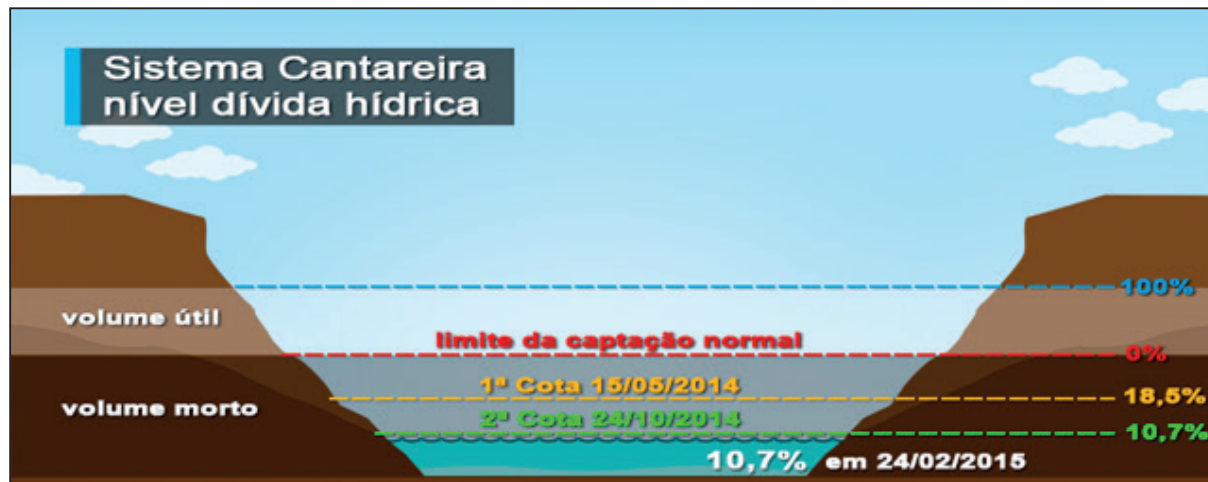 Sistema Cantareira
nível dívida hídrica
100%
volume útil
limite da captação normal
0%
1ª Cota 15/05/2014
18,5%
volume morto
2ª Cota 24/10/2014
10,7%
10,7% em 24/02/2015